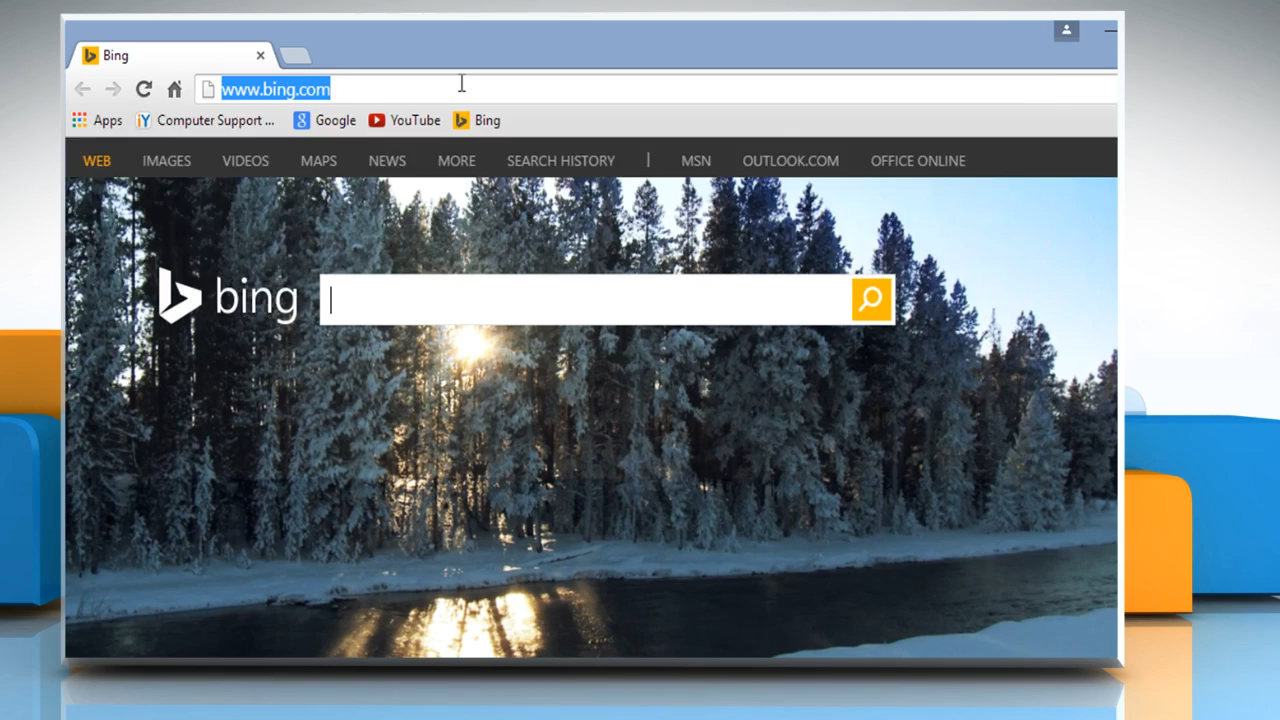 Bing
www.bing.com
Apps Computer Support ... Google YouTube Bing
WEB IMAGES VIDEOS MAPS NEWS MORE SEARCH HISTORY | MSN OUTLOOK.COM OFFICE ONLINE
bing